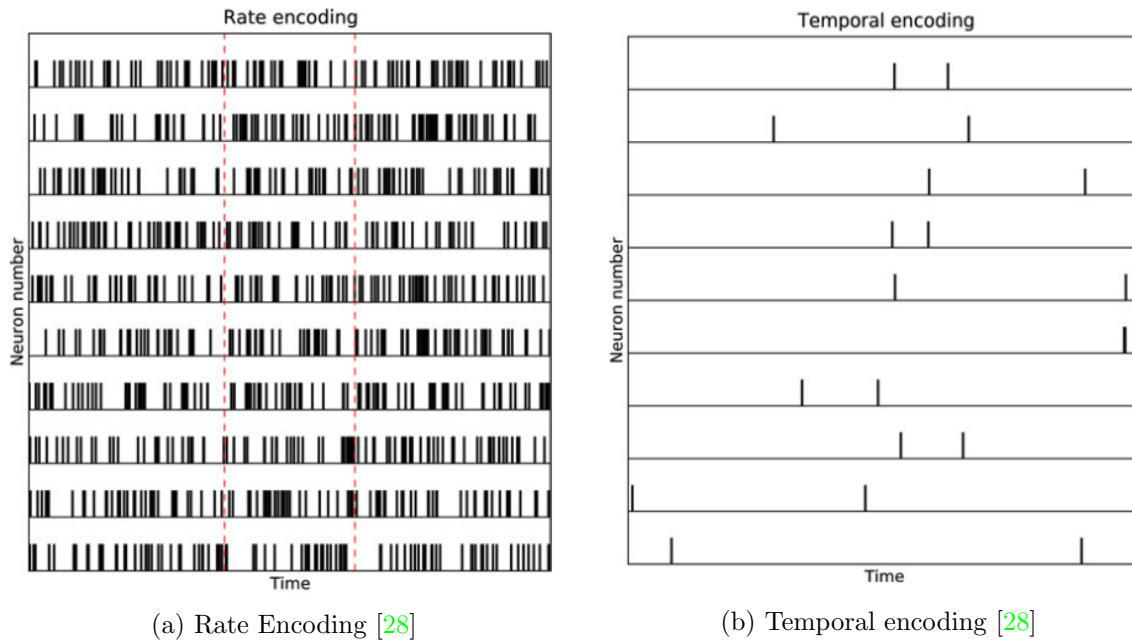 Rate encoding
Neuron number
Time
(a) Rate Encoding [28]
Temporal encoding
Neuron number
Time
(b) Temporal encoding [28]